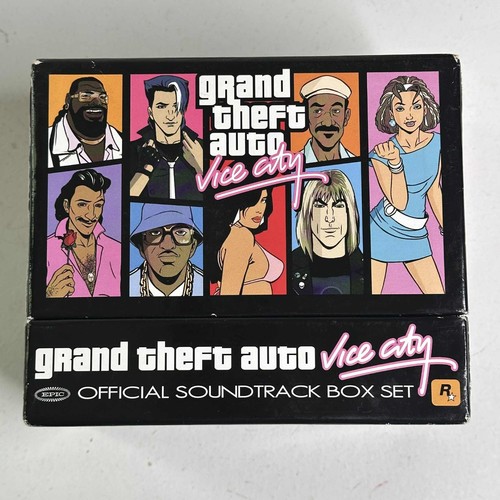 grand
theft
auto
Vice City
grand theft auto Vice City
EPIC OFFICIAL SOUNDTRACK BOX SET R